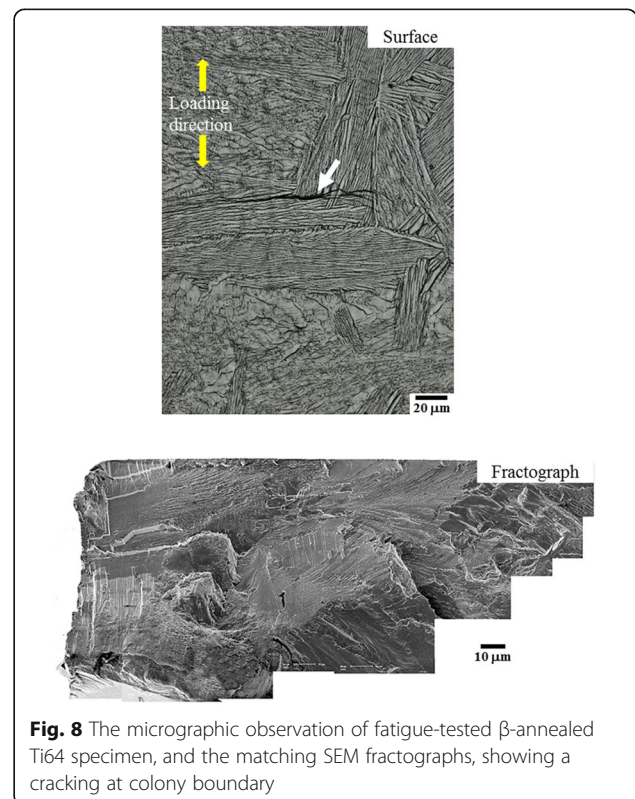 Surface
Loading
direction
20 μm
Fractograph
10 μm
Fig. 8 The micrographic observation of fatigue-tested β-annealed
Ti64 specimen, and the matching SEM fractographs, showing a
cracking at colony boundary